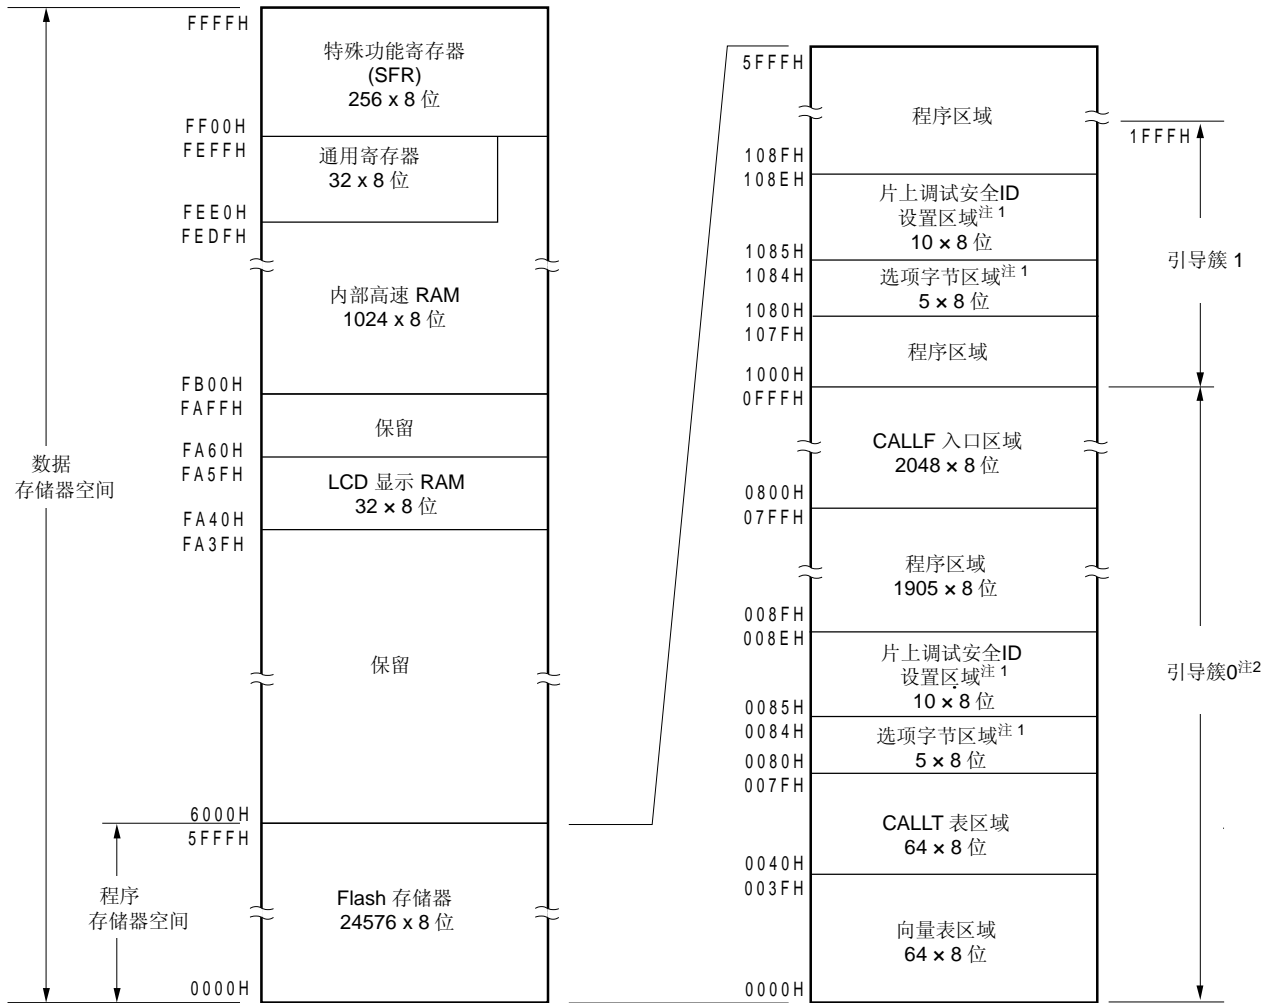 FFFFH
特殊功能寄存器
(SFR)
256 x 8 位
FF00H
FEFFH
通用寄存器
32 x 8 位
FEE0H
FEDFH
内部高速 RAM
1024 x 8 位
FB00H
FAFFH
保留
FA60H
FA5FH
LCD 显示 RAM
32 × 8 位
FA40H
FA3FH
保留
数据
存储器空间
6000H
5FFFH
程序
存储器空间
Flash 存储器
24576 x 8 位
0000H
5FFFH
程序区域
1FFFH
108FH
108EH
片上调试安全ID
设置区域注 1
10 × 8 位
1085H
1084H
选项字节区域注 1
5 × 8 位
1080H
107FH
程序区域
1000H
引导簇 1
0FFFH
CALLF 入口区域
2048 × 8 位
0800H
07FFH
程序区域
1905 × 8 位
008FH
008EH
片上调试安全ID
设置区域注 1
10 × 8 位
引导簇0注2
0085H
0084H
选项字节区域注 1
5 × 8 位
0080H
007FH
CALLT 表区域
64 × 8 位
0040H
003FH
向量表区域
64 × 8 位
0000H